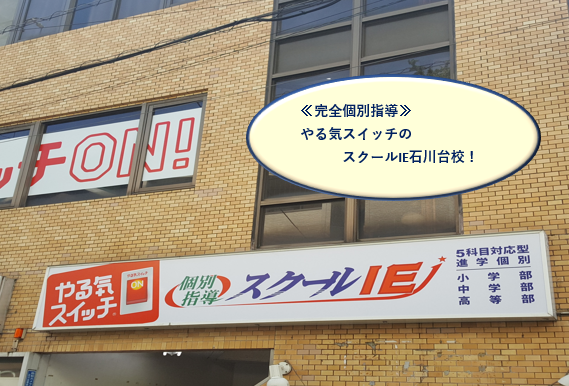 ≪完全個別指導≫
やる気スイッチの
スクールIE石川台校！
ッチON!
やる気
スイッチ
ON
個別
指導
スクールIE
5科目対応型
進学個別
小学部
中学部
高等部